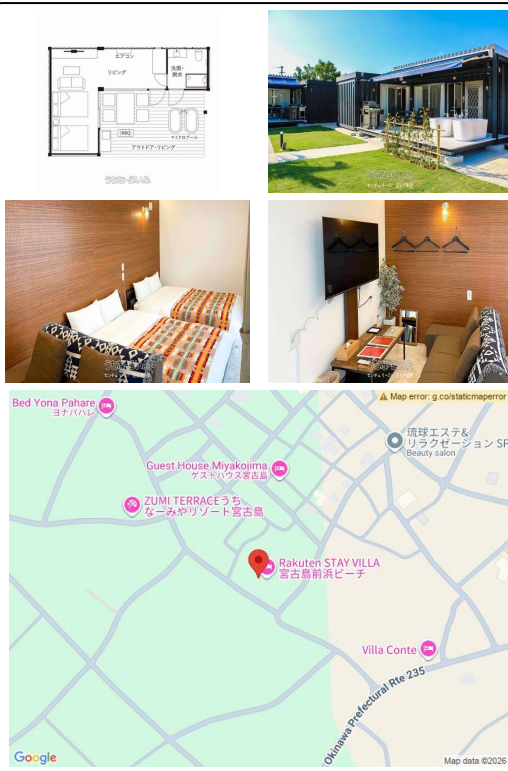 エアコン
リビング
洗面・
脱衣
BBQ
マイクロプール
アウトドア・リビング
Bed Yona Pahare
ヨナパハレ
Map error: g.co/staticmaperror
琉球エステ&
リラクゼーション SP
Beauty salon
Guest House Miyakojima
ゲストハウス宮古島
ZUMI TERRACEうち
なーみやリゾート宮古島
Rakuten STAY VILLA
宮古島前浜ビーチ
Villa Conte
Okinawa Prefectural Rte 235
Google
Map data ©2026